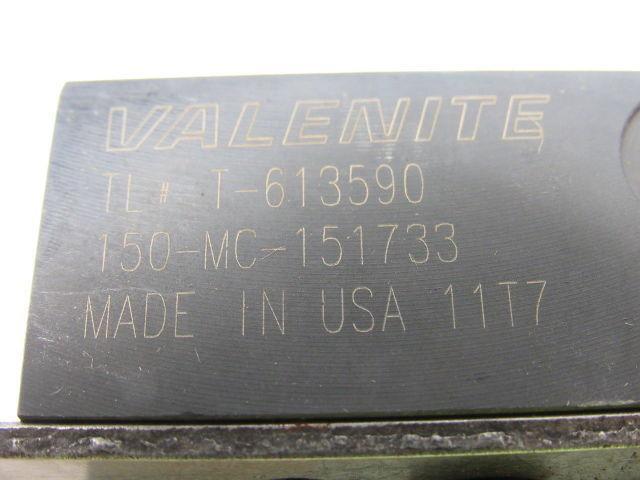 VALENITE
TL# T-613590
150-MC-151733
MADE IN USA 11T7